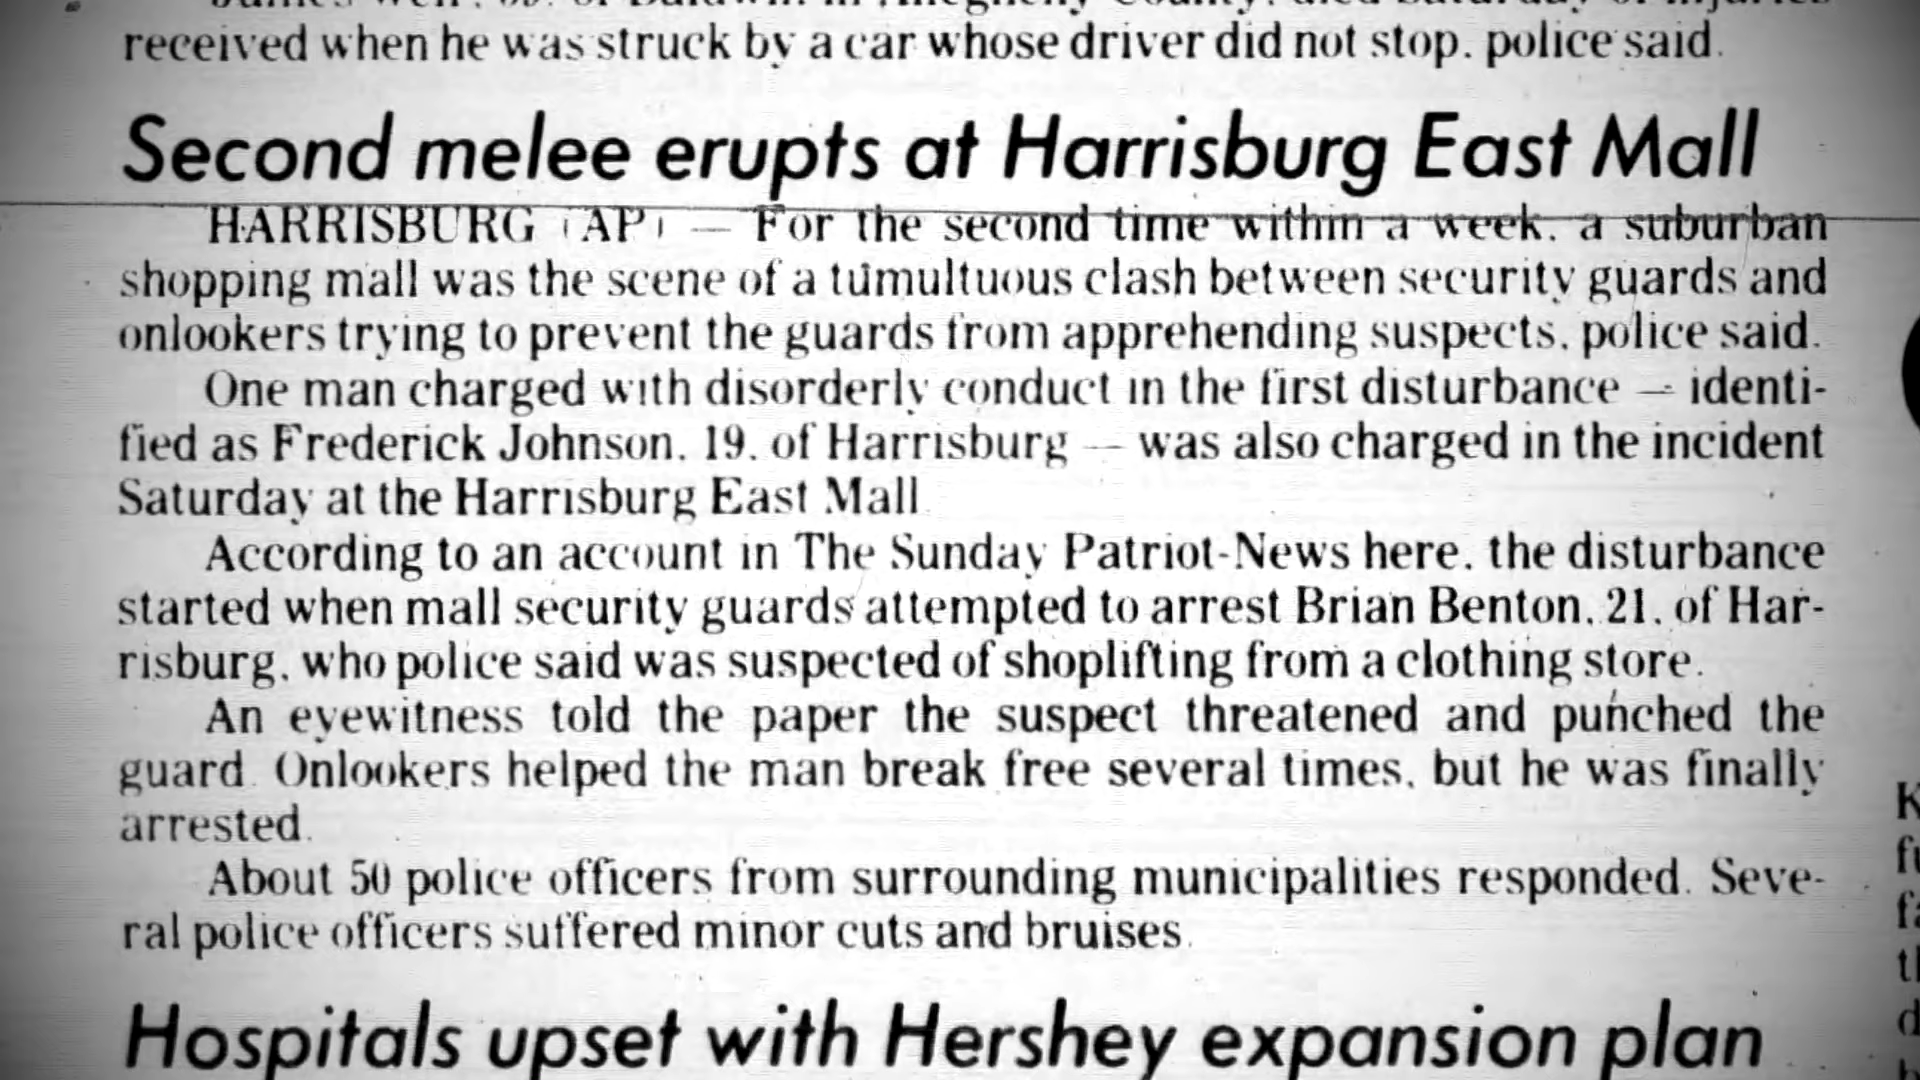 received when he was struck by a car whose driver did not stop, police said.
Second melee erupts at Harrisburg East Mall
HARRISBURG (AP) — For the second time within a week, a suburban
shopping mall was the scene of a tumultuous clash between security guards and
onlookers trying to prevent the guards from apprehending suspects, police said.
One man charged with disorderly conduct in the first disturbance — identi-
fied as Frederick Johnson, 19, of Harrisburg — was also charged in the incident
Saturday at the Harrisburg East Mall
According to an account in The Sunday Patriot-News here, the disturbance
started when mall security guards attempted to arrest Brian Benton, 21, of Har-
risburg, who police said was suspected of shoplifting from a clothing store.
An eyewitness told the paper the suspect threatened and punched the
guard. Onlookers helped the man break free several times, but he was finally
arrested.
About 50 police officers from surrounding municipalities responded. Seve-
ral police officers suffered minor cuts and bruises.
Hospitals upset with Hershey expansion plan